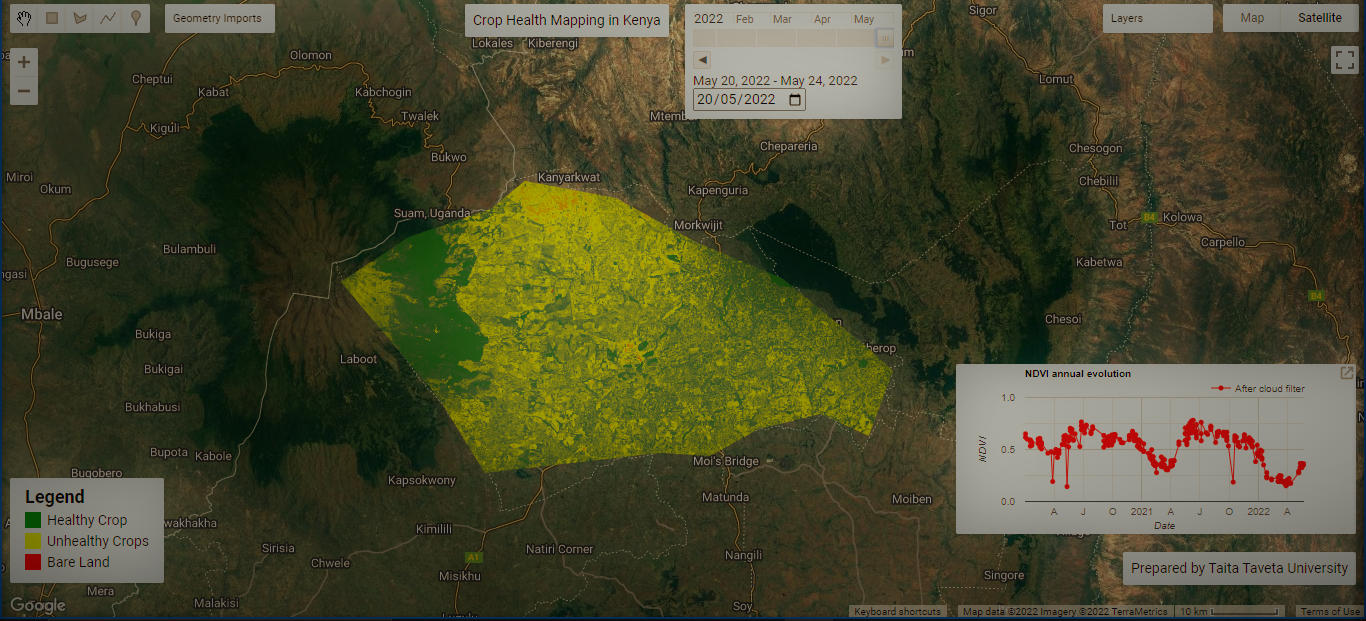 Geometry Imports
Crop Health Mapping in Kenya
2022 Feb Mar Apr May
May 20, 2022 - May 24, 2022
20/05/2022
Layers
Map Satellite
Sigor
Lokales Kiberengi
Olomon
Cheptui
Kabat
Kabchogin
Lomut
Twalek
Kiguli
Chepareria
Chesogon
Bukwo
Miroi
Okum
Kanyarkwat
Kapenguria
Chebilil
Suam, Uganda
Morkwijit
Tot
B4
Kolowa
Bulambuli
Carpello
Bugusege
Kabetwa
B4
Mbale
Chesoi
Bukiga
Laboot
Bukigai
Bukhabusi
Bupota
Kabole
Bugobero
Kapsokwony
Moi's Bridge
Matunda
Moiben
Kimilili
Sirisia
Chwele
Natiri Corner
A1
Misikhu
Nangili
Singore
Mera
Malakisi
Soy
NDVI annual evolution
After cloud filter
1.0
0.5
0.0
NDVI
A J O 2021 A J O 2022 A
Date
Legend
Healthy Crop
Unhealthy Crops
Bare Land
Prepared by Taita Taveta University
Google
Keyboard shortcuts
Map data ©2022 Imagery ©2022 TerraMetrics
10 km
Terms of Use